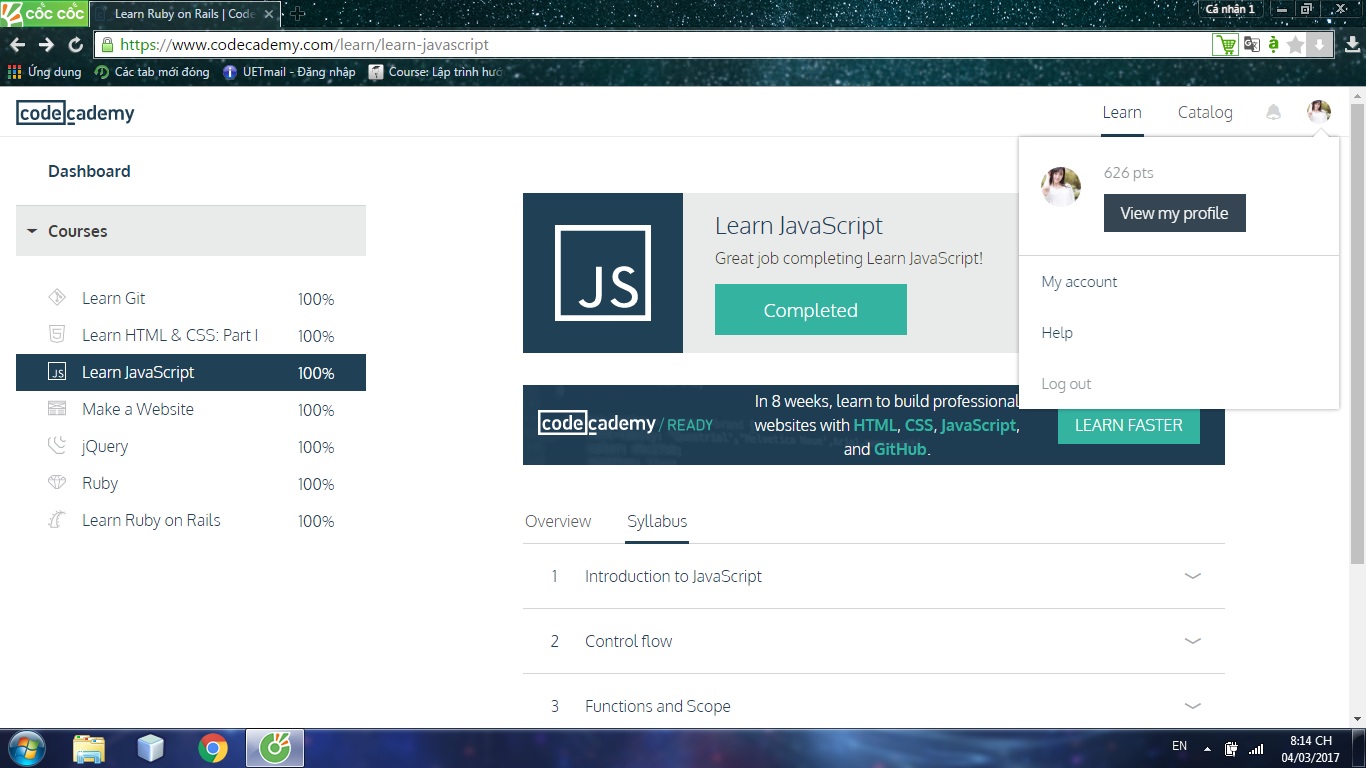 CỐC CỐC
Learn Ruby on Rails | Code
Cá nhân 1
https://www.codecademy.com/learn/learn-javascript
Ứng dụng
Các tab mới đóng
UETmail - Đăng nhập
Course: Lập trình hướ
codecademy
Learn
Catalog
Dashboard
626 pts
View my profile
My account
Help
Log out
Courses
Learn Git 100%
Learn HTML & CSS: Part I 100%
JS Learn JavaScript 100%
Make a Website 100%
jQuery 100%
Ruby 100%
Learn Ruby on Rails 100%
JS
Learn JavaScript
Great job completing Learn JavaScript!
Completed
codecademy / READY
In 8 weeks, learn to build professional
websites with HTML, CSS, JavaScript,
and GitHub.
LEARN FASTER
Overview
Syllabus
1 Introduction to JavaScript
2 Control flow
3 Functions and Scope
EN
8:14 CH
04/03/2017